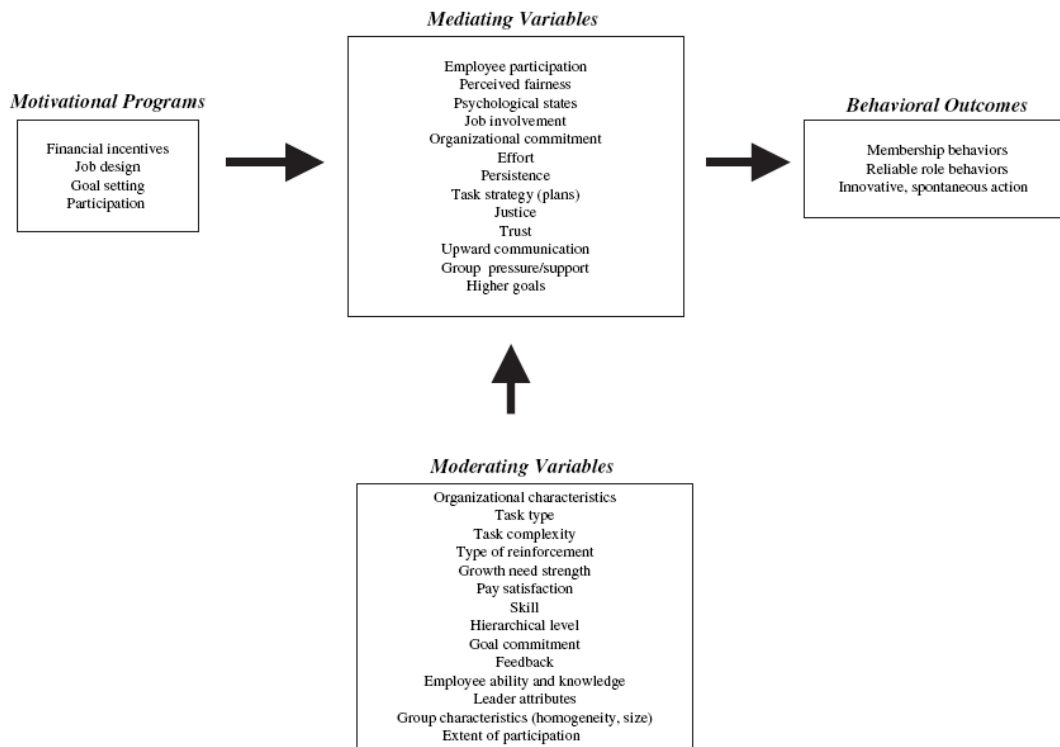 Mediating Variables
Employee participation
Perceived fairness
Psychological states
Job involvement
Organizational commitment
Effort
Persistence
Task strategy (plans)
Justice
Trust
Upward communication
Group pressure/support
Higher goals
Motivational Programs
Financial incentives
Job design
Goal setting
Participation
Behavioral Outcomes
Membership behaviors
Reliable role behaviors
Innovative, spontaneous action
Moderating Variables
Organizational characteristics
Task type
Task complexity
Type of reinforcement
Growth need strength
Pay satisfaction
Skill
Hierarchical level
Goal commitment
Feedback
Employee ability and knowledge
Leader attributes
Group characteristics (homogeneity, size)
Extent of participation